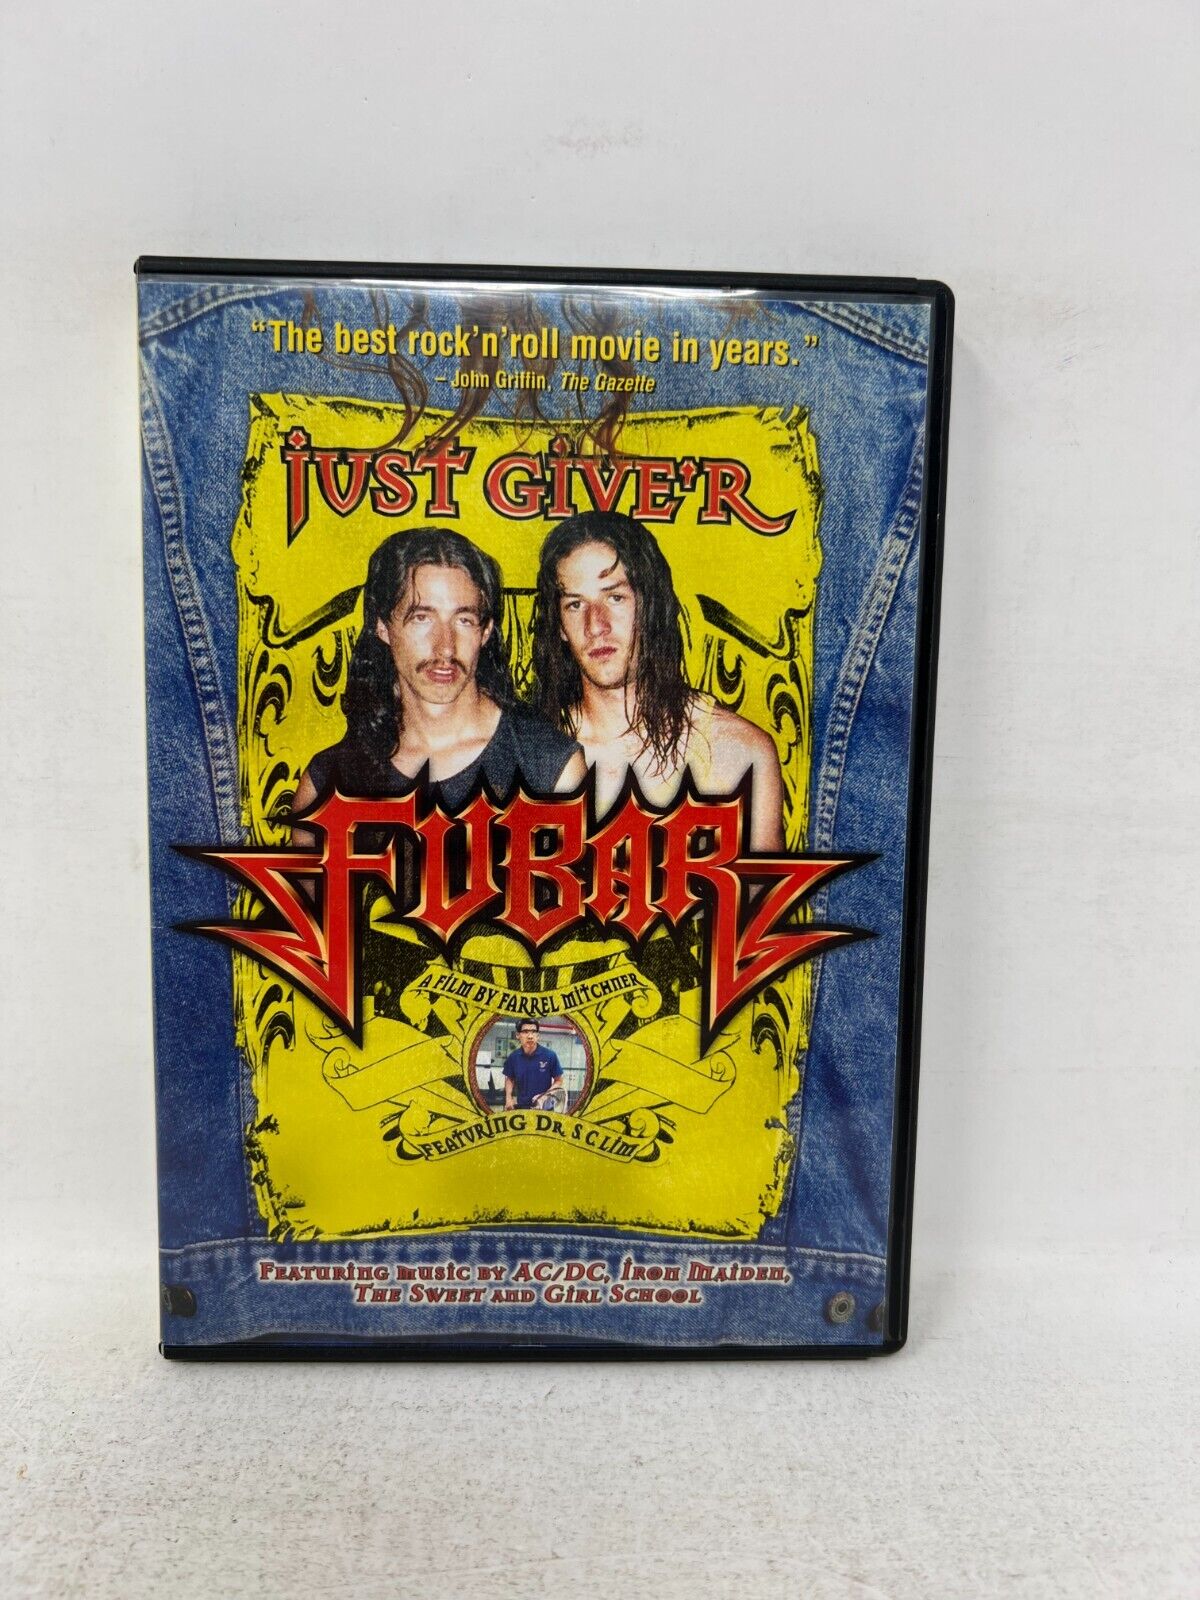 “The best rock’n’roll movie in years.”
– John Griffin, The Gazette
JUST GIVE'R
FUBAR
A FILM BY FARREL MITCHNER
FEATURING DR S C LIM
FEATURING MUSIC BY AC/DC, IRON MAIDEN,
THE SWEET AND GIRL SCHOOL